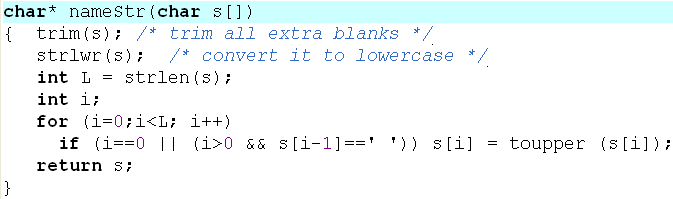 char* nameStr(char s[])
{  trim(s); /* trim all extra blanks */
   strlwr(s);  /* convert it to lowercase */
   int L = strlen(s);
   int i;
   for (i=0;i<L; i++)
     if (i==0 || (i>0 && s[i-1]==' ')) s[i] = toupper (s[i]);
   return s;
}